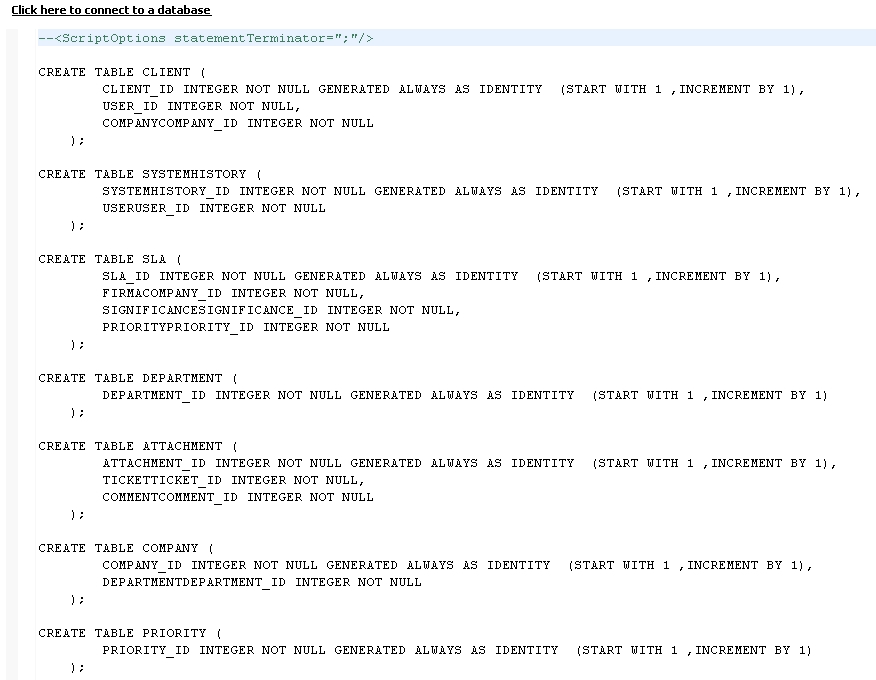 Click here to connect to a database
--<ScriptOptions statementTerminator=";"/>
CREATE TABLE CLIENT (
CLIENT_ID INTEGER NOT NULL GENERATED ALWAYS AS IDENTITY  (START WITH 1 ,INCREMENT BY 1),
USER_ID INTEGER NOT NULL,
COMPANYCOMPANY_ID INTEGER NOT NULL
);
CREATE TABLE SYSTEMHISTORY (
SYSTEMHISTORY_ID INTEGER NOT NULL GENERATED ALWAYS AS IDENTITY  (START WITH 1 ,INCREMENT BY 1),
USERUSER_ID INTEGER NOT NULL
);
CREATE TABLE SLA (
SLA_ID INTEGER NOT NULL GENERATED ALWAYS AS IDENTITY  (START WITH 1 ,INCREMENT BY 1),
FIRMACOMPANY_ID INTEGER NOT NULL,
SIGNIFICANCESIGNIFICANCE_ID INTEGER NOT NULL,
PRIORITYPRIORITY_ID INTEGER NOT NULL
);
CREATE TABLE DEPARTMENT (
DEPARTMENT_ID INTEGER NOT NULL GENERATED ALWAYS AS IDENTITY  (START WITH 1 ,INCREMENT BY 1)
);
CREATE TABLE ATTACHMENT (
ATTACHMENT_ID INTEGER NOT NULL GENERATED ALWAYS AS IDENTITY  (START WITH 1 ,INCREMENT BY 1),
TICKETTICKET_ID INTEGER NOT NULL,
COMMENTCOMMENT_ID INTEGER NOT NULL
);
CREATE TABLE COMPANY (
COMPANY_ID INTEGER NOT NULL GENERATED ALWAYS AS IDENTITY  (START WITH 1 ,INCREMENT BY 1),
DEPARTMENTDEPARTMENT_ID INTEGER NOT NULL
);
CREATE TABLE PRIORITY (
PRIORITY_ID INTEGER NOT NULL GENERATED ALWAYS AS IDENTITY  (START WITH 1 ,INCREMENT BY 1)
);